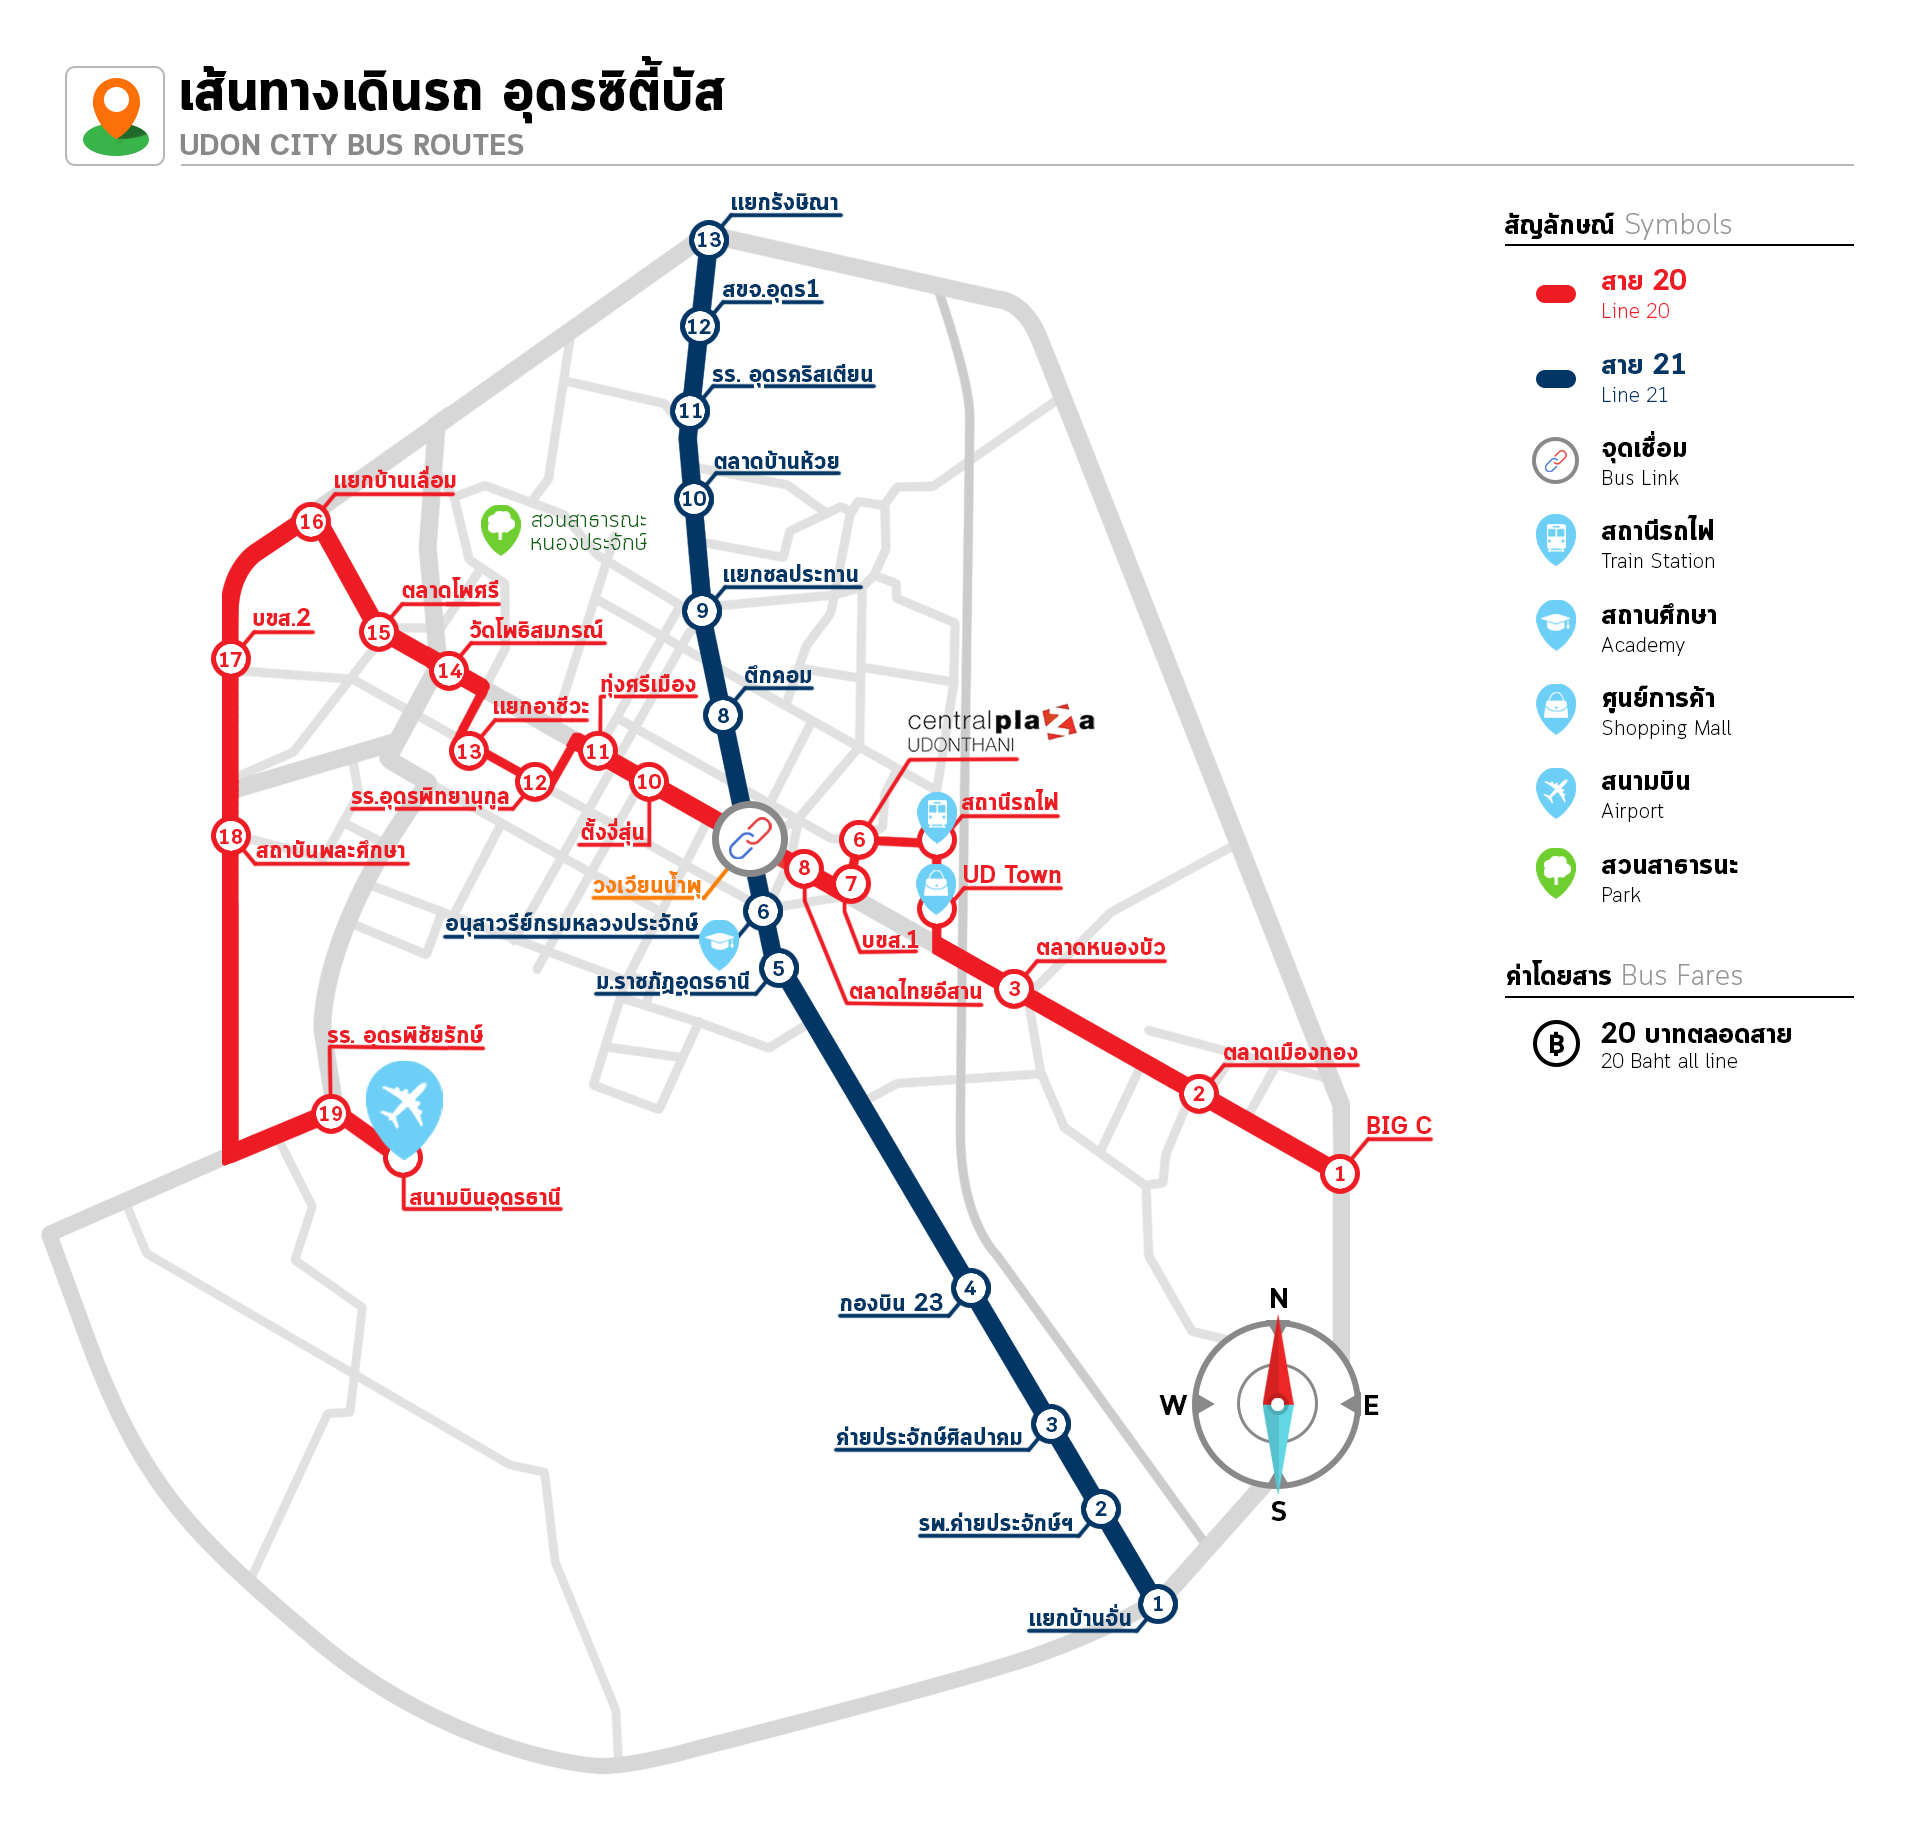 เส้นทางเดินรถ อุดรซิตี้บัส
UDON CITY BUS ROUTES
สัญลักษณ์ Symbols
สาย 20
Line 20
สาย 21
Line 21
จุดเชื่อม
Bus Link
สถานีรถไฟ
Train Station
สถานศึกษา
Academy
ศูนย์การค้า
Shopping Mall
สนามบิน
Airport
สวนสาธารนะ
Park
ค่าโดยสาร Bus Fares
฿
20 บาทตลอดสาย
20 Baht all line
แยกรังษิณา
13
สขจ.อุดร1
12
รร. อุดรคริสเตียน
11
ตลาดบ้านห้วย
10
แยกชลประทาน
9
ตึกคอม
8
แยกบ้านเลื่อม
16
สวนสาธารณะ
หนองประจักษ์
ตลาดโพศรี
15
บขส.2
17
วัดโพธิสมภรณ์
14
ทุ่งศรีเมือง
11
แยกอาชีวะ
13
รร.อุดรพิทยานุกูล
12
10
ตั้งงี่สุ่น
18
สถาบันพละศึกษา
centralplaza
UDONTHANI
6
สถานีรถไฟ
UD Town
8
7
วงเวียนน้ำพุ
บขส.1
ตลาดไทยอีสาน
อนุสาวรีย์กรมหลวงประจักษ์
6
ม.ราชภัฏอุดรธานี
5
ตลาดหนองบัว
3
ตลาดเมืองทอง
2
BIG C
1
รร. อุดรพิชัยรักษ์
19
สนามบินอุดรธานี
กองบิน 23
4
ค่ายประจักษ์ศิลปาคม
3
รพ.ค่ายประจักษ์ฯ
2
แยกบ้านจั่น
1
N
W
E
S